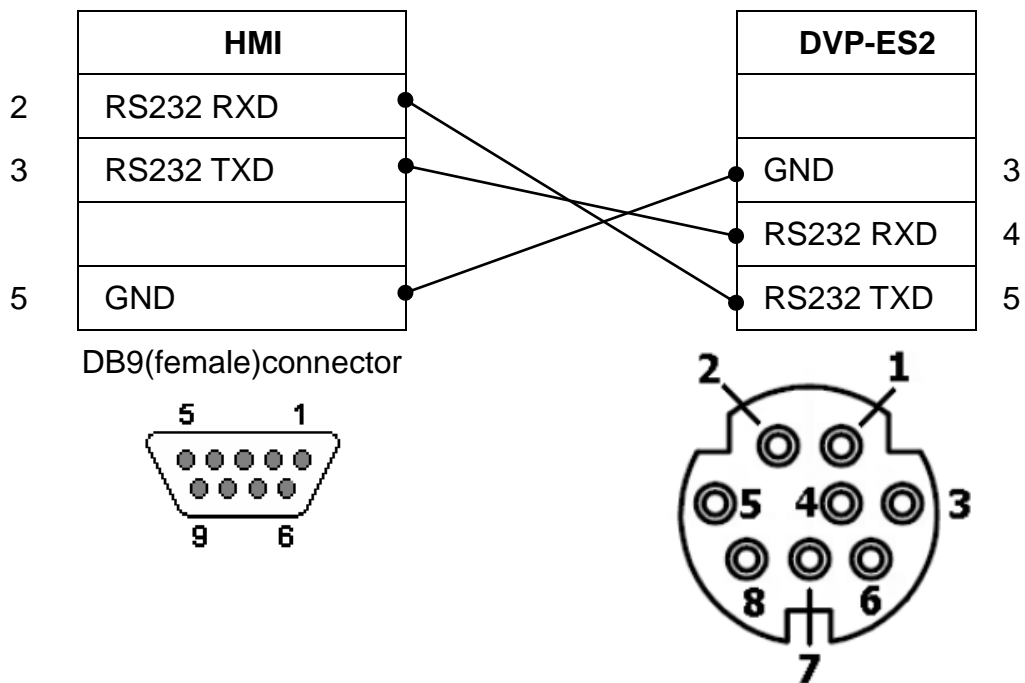 HMI DVP-ES2
2 RS232 RXD
3 RS232 TXD GND 3
RS232 RXD 4
5 GND RS232 TXD 5
DB9(female)connector
2 1
5 1
5 4 3
9 6
8 6
7